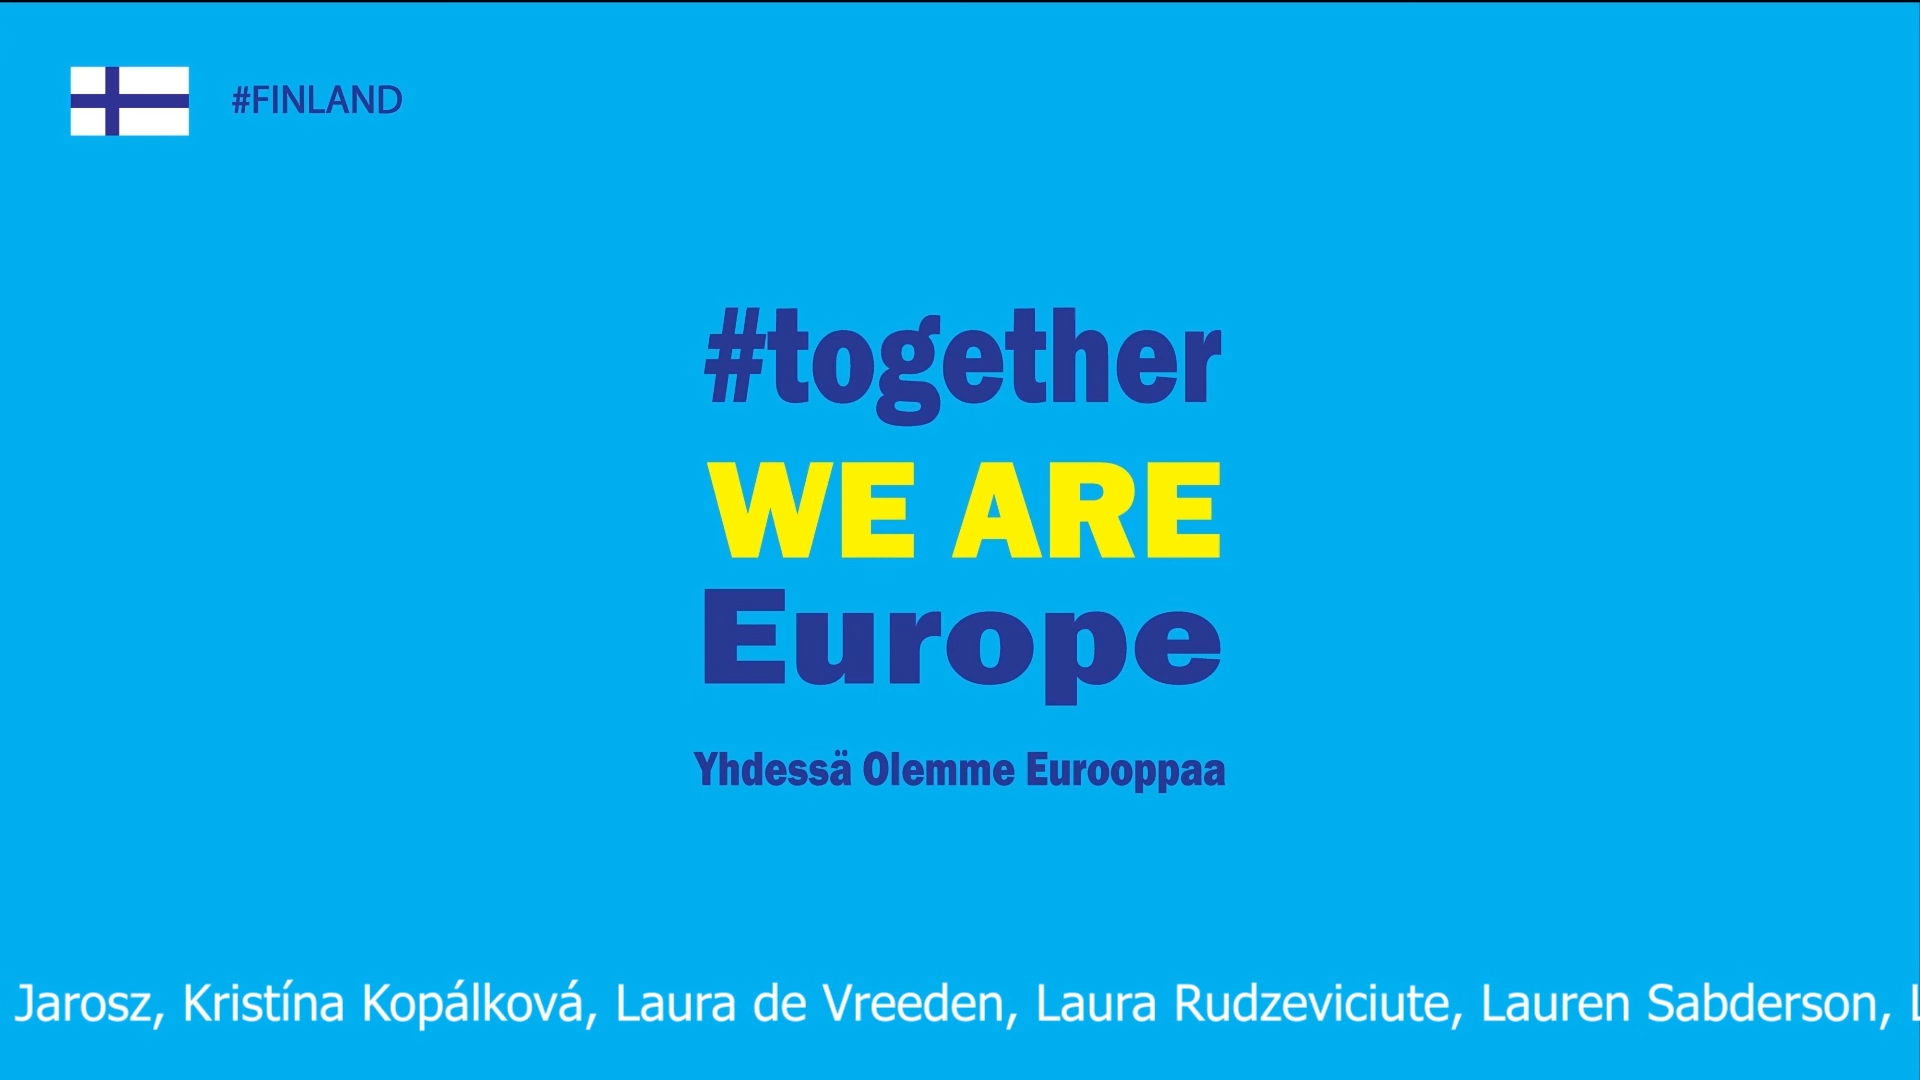 #FINLAND
#together
WE ARE
Europe
Yhdessä Olemme Eurooppaa
Jarosz, Kristína Kopálková, Laura de Vreeden, Laura Rudzeviciute, Lauren Sabderson, L